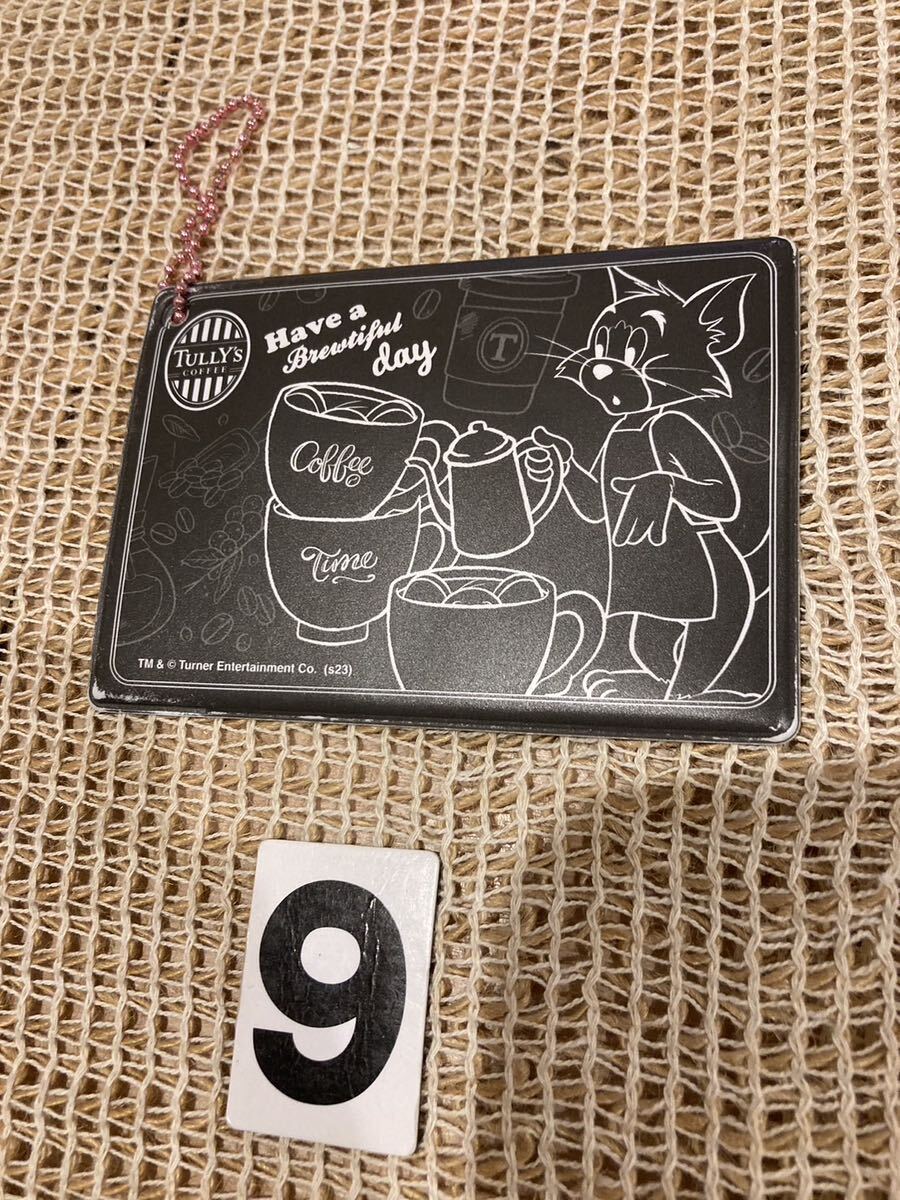 TULLY'S
COFFEE
Have a
Brewtiful
day
T
Coffee
Time
TM & © Turner Entertainment Co. (s23)
9